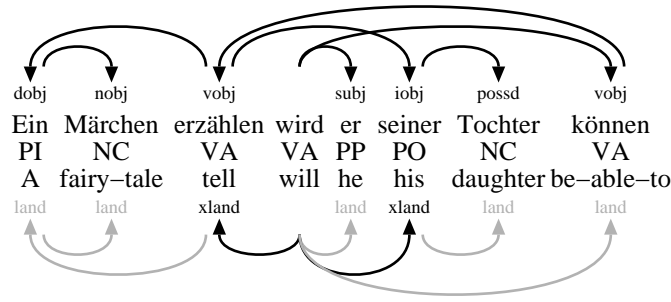 dobj nobj vobj subj iobj possd vobj
Ein Märchen erzählen wird er seiner Tochter können
PI NC VA VA PP PO NC VA
A fairy−tale tell will he his daughter be−able−to
land land xland land xland land land